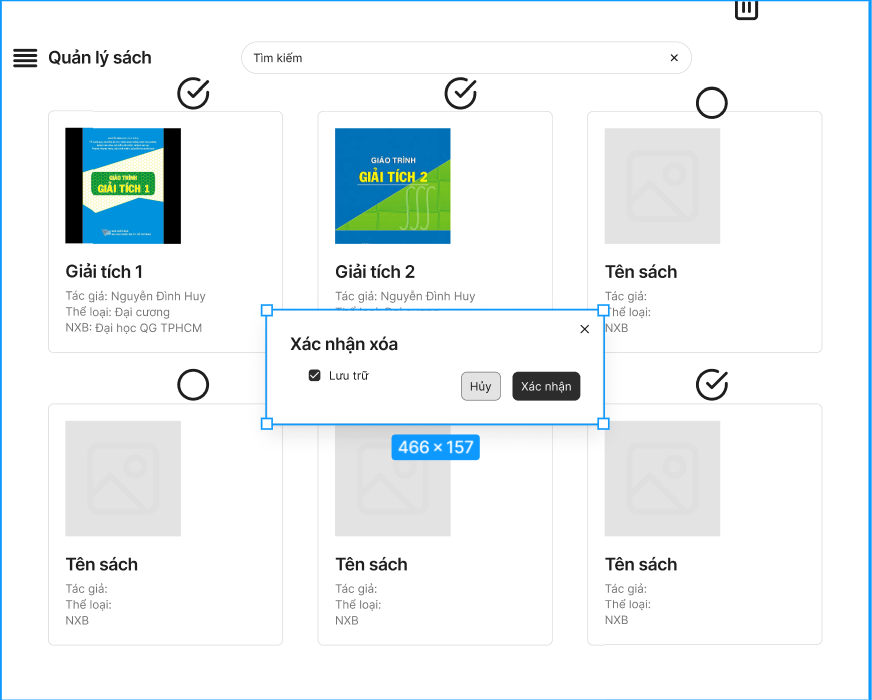 Quản lý sách
Tìm kiếm
GIÁO TRÌNH
GIẢI TÍCH 1
GIÁO TRÌNH
GIẢI TÍCH 2
Giải tích 1
Tác giả: Nguyễn Đình Huy
Thể loại: Đại cương
NXB: Đại học QG TPHCM
Giải tích 2
Tác giả: Nguyễn Đình Huy
Tên sách
Tác giả:
Thể loại:
NXB
Xác nhận xóa
Lưu trữ
Hủy
Xác nhận
466 × 157
Tên sách
Tác giả:
Thể loại:
NXB
Tên sách
Tác giả:
Thể loại:
NXB
Tên sách
Tác giả:
Thể loại:
NXB